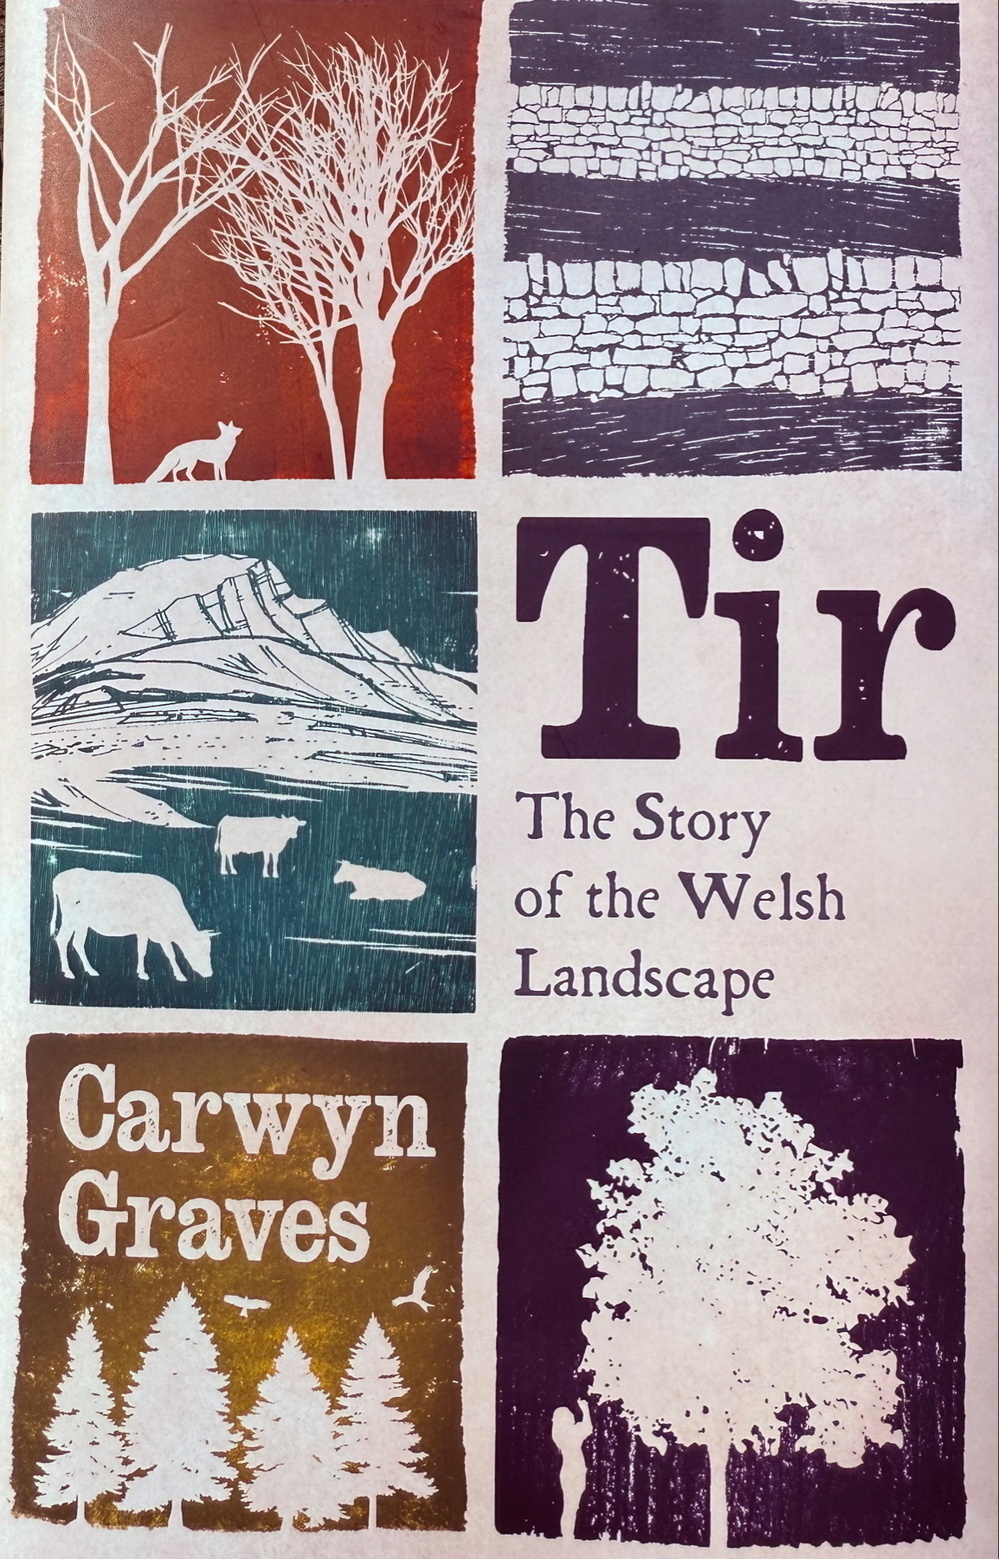 Tir
The Story
of the Welsh
Landscape
Carwyn
Graves